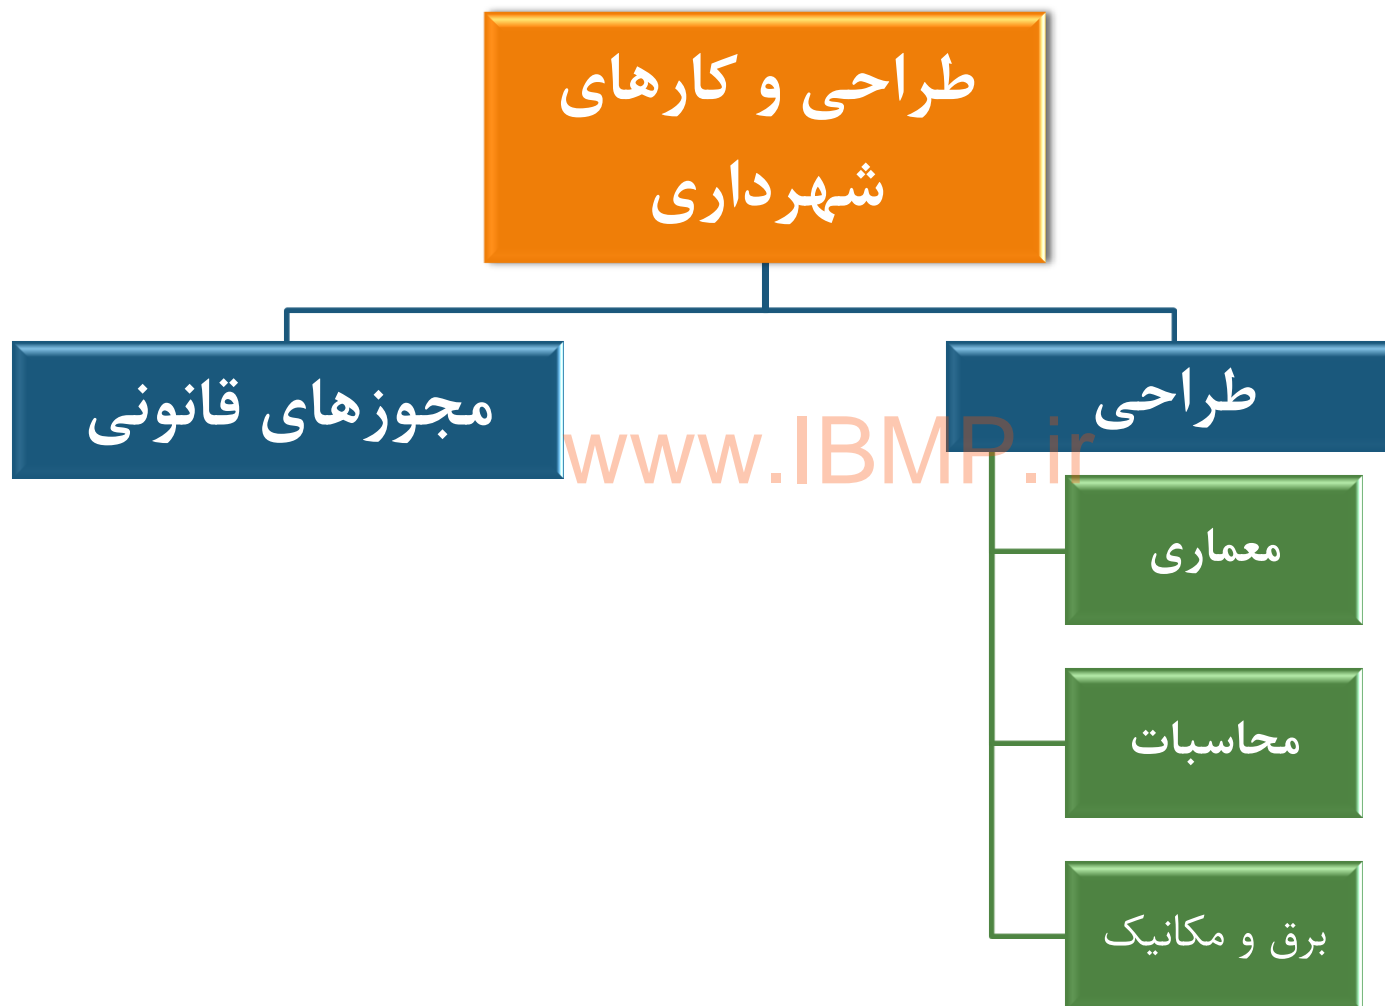 طراحی و کارهای
شهرداری
طراحی
مجوزهای قانونی
www.IBMP.ir
معماری
محاسبات
برق و مکانیک